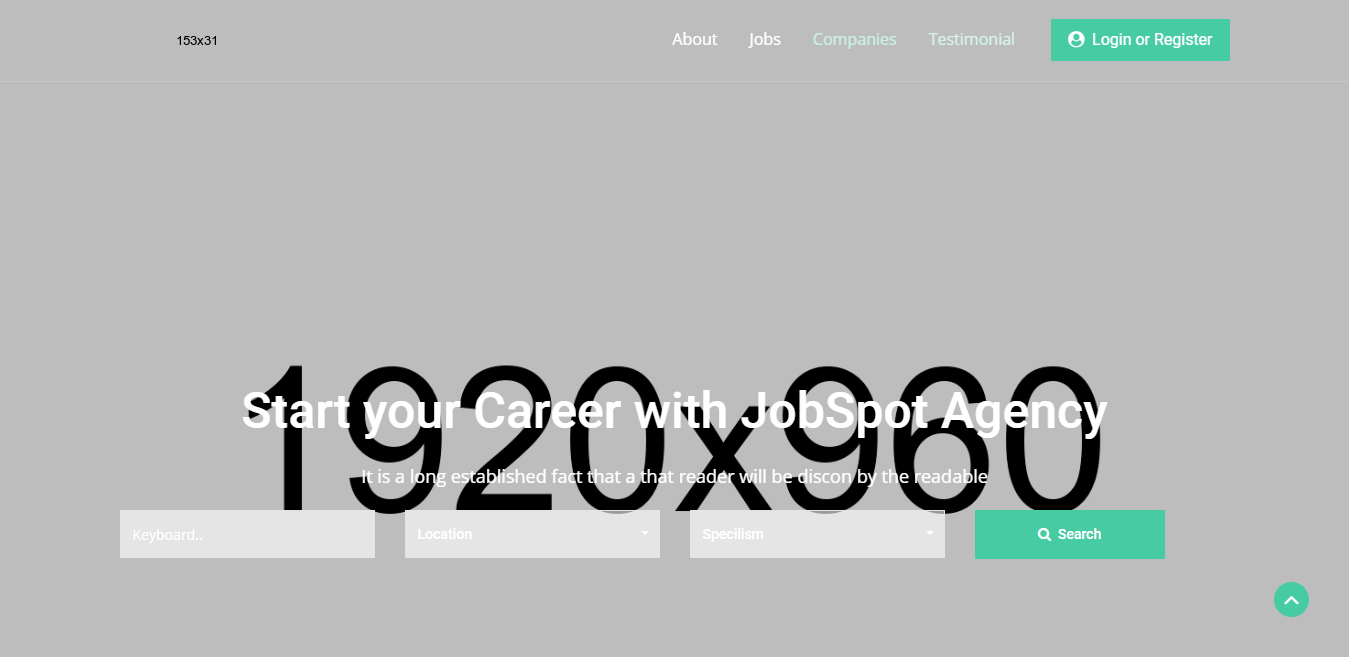 153x31
About Jobs Companies Testimonial Login or Register
1920x960
Start your Career with JobSpot Agency
It is a long established fact that a that reader will be discon by the readable
Keyboard.. Location Specilism Search